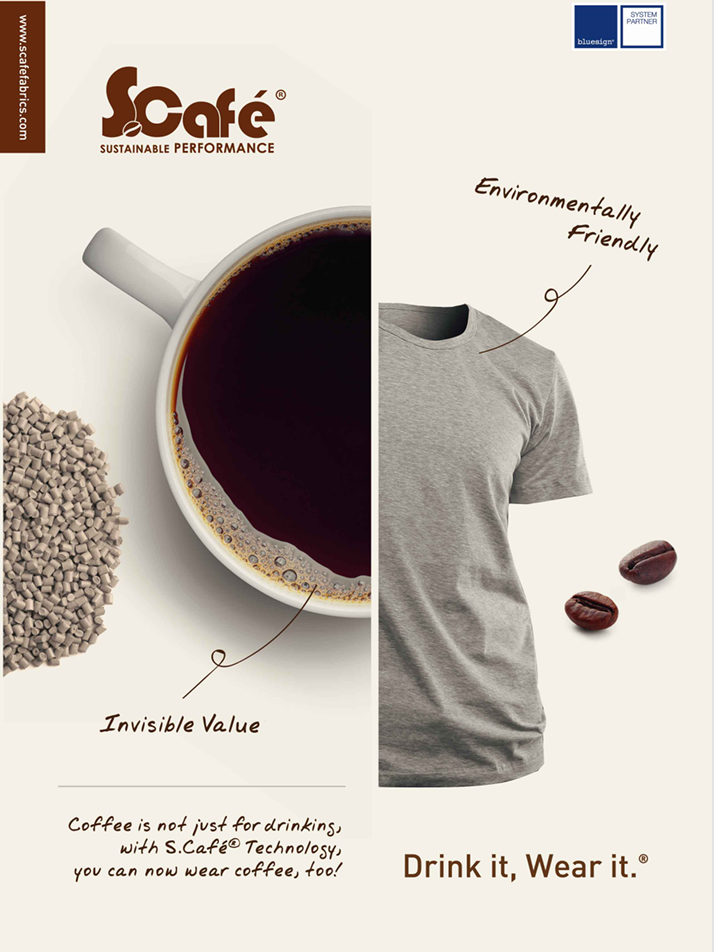 www.scafefabrics.com
bluesign®
SYSTEM
PARTNER
S.Café®
SUSTAINABLE PERFORMANCE
Environmentally
Friendly
Invisible Value
Coffee is not just for drinking,
with S.Café® Technology,
you can now wear coffee, too!
Drink it, Wear it.®